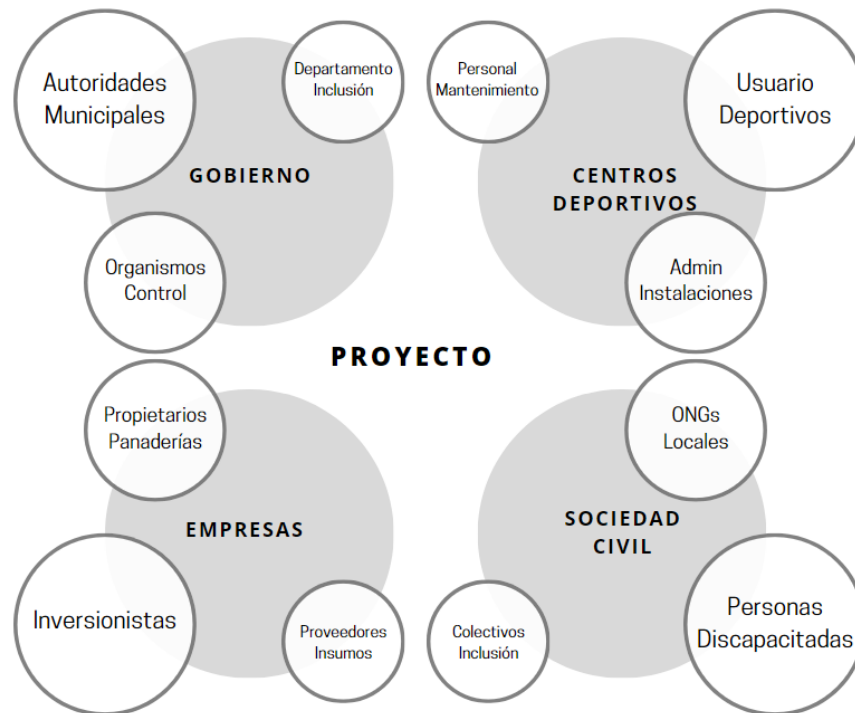 Autoridades
Municipales
Departamento
Inclusión
GOBIERNO
Organismos
Control
Personal
Mantenimiento
Usuario
Deportivos
CENTROS
DEPORTIVOS
Admin
Instalaciones
PROYECTO
Propietarios
Panaderías
EMPRESAS
Inversionistas
Proveedores
Insumos
ONGs
Locales
SOCIEDAD
CIVIL
Colectivos
Inclusión
Personas
Discapacitadas